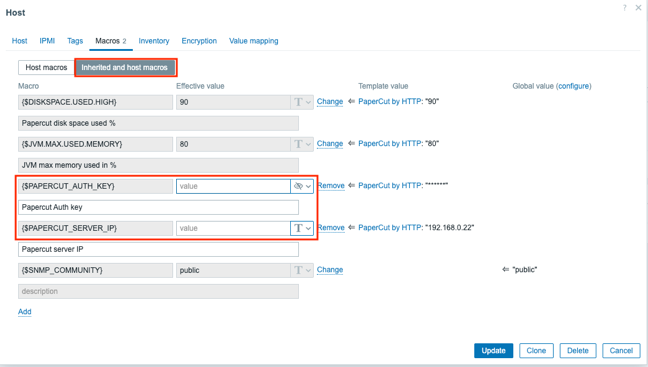 Host
? ×
Host IPMI Tags Macros 2 Inventory Encryption Value mapping
Host macros Inherited and host macros
Macro Effective value Template value Global value (configure)
{$DISKSPACE.USED.HIGH} 90 T Change ⇐ PaperCut by HTTP: "90"
Papercut disk space used %
{$JVM.MAX.USED.MEMORY} 80 T Change ⇐ PaperCut by HTTP: "80"
JVM max memory used in %
{$PAPERCUT_AUTH_KEY} value Remove ⇐ PaperCut by HTTP: "******"
Papercut Auth key
{$PAPERCUT_SERVER_IP} value T Remove ⇐ PaperCut by HTTP: "192.168.0.22"
Papercut server IP
{$SNMP_COMMUNITY} public T Change ⇐ "public"
description
Add
Update Clone Delete Cancel